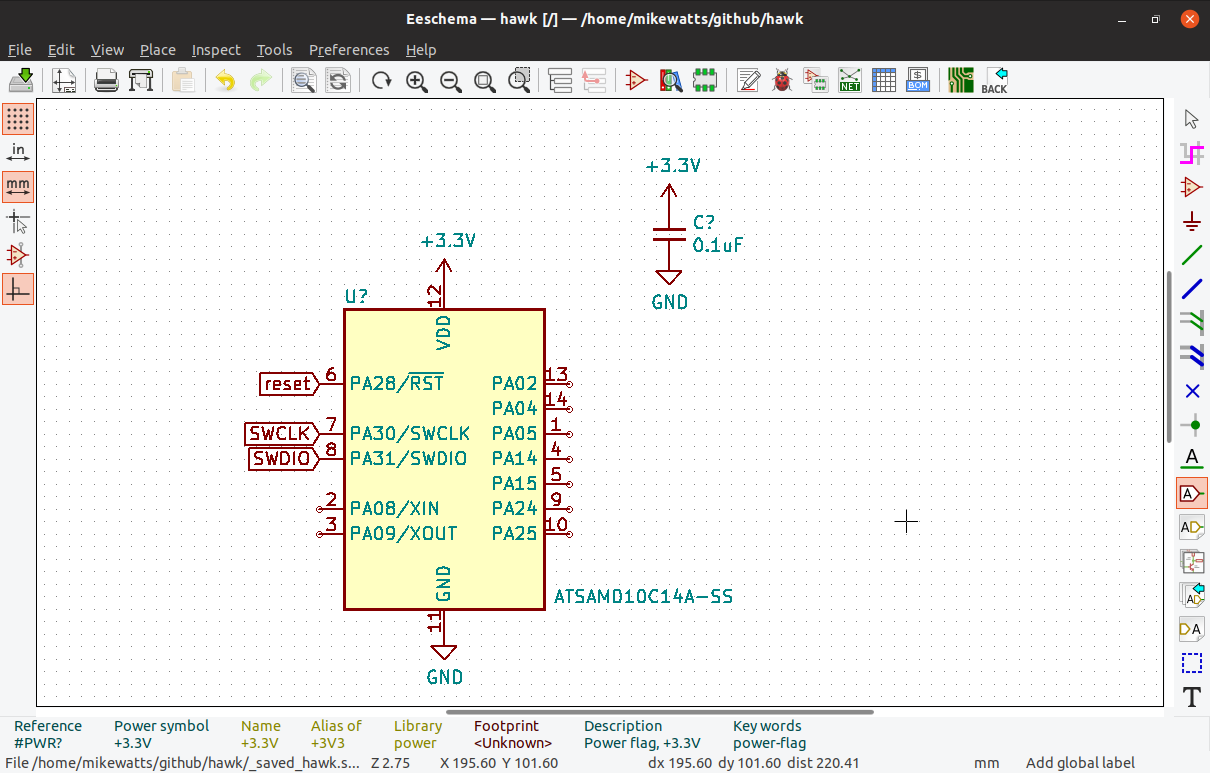 Eeschema — hawk [/] — /home/mikewatts/github/hawk
File Edit View Place Inspect Tools Preferences Help
NET
$
BOM
BACK
in
mm
+3.3V
C?
0.1uF
GND
+3.3V
12
U?
VDD
reset 6 PA28/RST PA02 13
PA04 14
SWCLK 7 PA30/SWCLK PA05 1
SWDIO 8 PA31/SWDIO PA14 4
PA15 5
2 PA08/XIN PA24 9
3 PA09/XOUT PA25 10
GND
ATSAMD10C14A-SS
11
GND
A
A
AD
AD
DA
T
Reference Power symbol Name Alias of Library Footprint Description Key words
#PWR? +3.3V +3.3V +3V3 power <Unknown> Power flag, +3.3V power-flag
File /home/mikewatts/github/hawk/_saved_hawk.s... Z 2.75 X 195.60 Y 101.60 dx 195.60 dy 101.60 dist 220.41 mm Add global label